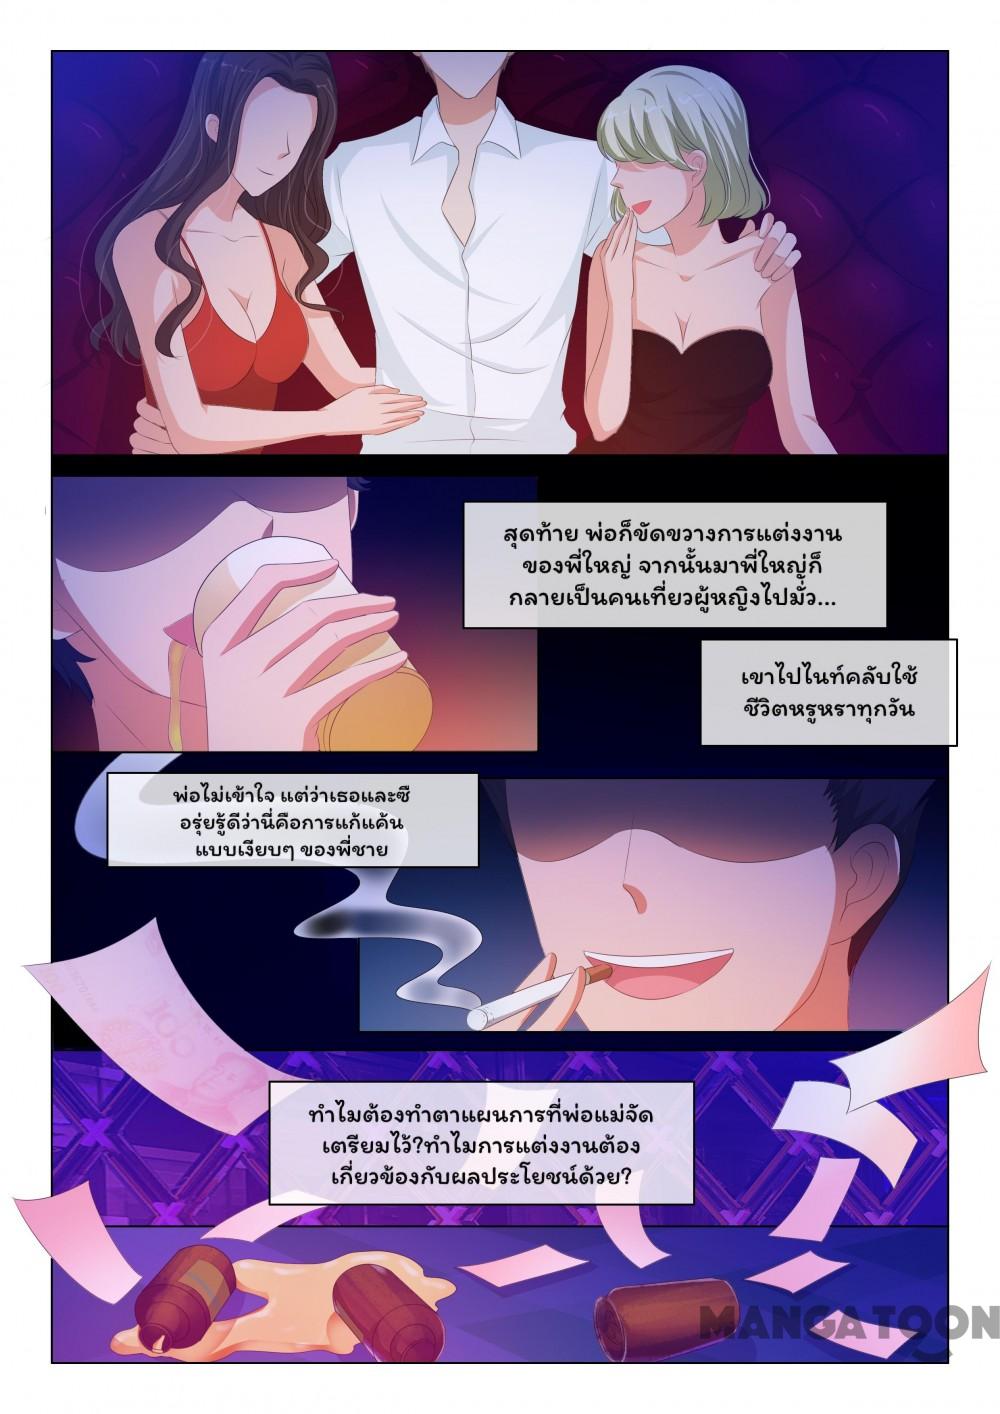 สุดท้าย พ่อก็ขัดขวางการแต่งงาน
ของพี่ใหญ่ จากนั้นมาพี่ใหญ่ก็
กลายเป็นคนเที่ยวผู้หญิงไปมั่ว...
เขาไปไนท์คลับใช้
ชีวิตหรูหราทุกวัน
พ่อไม่เข้าใจ แต่ว่าเธอและซื
อรุ่ยรู้ดีว่านี่คือการแก้แค้น
แบบเงียบๆ ของพี่ชาย
100
ทำไมต้องทำตาแผนการที่พ่อแม่จัด
เตรียมไว้?ทำไมการแต่งงานต้อง
เกี่ยวข้องกับผลประโยชน์ด้วย?
MANGATOON